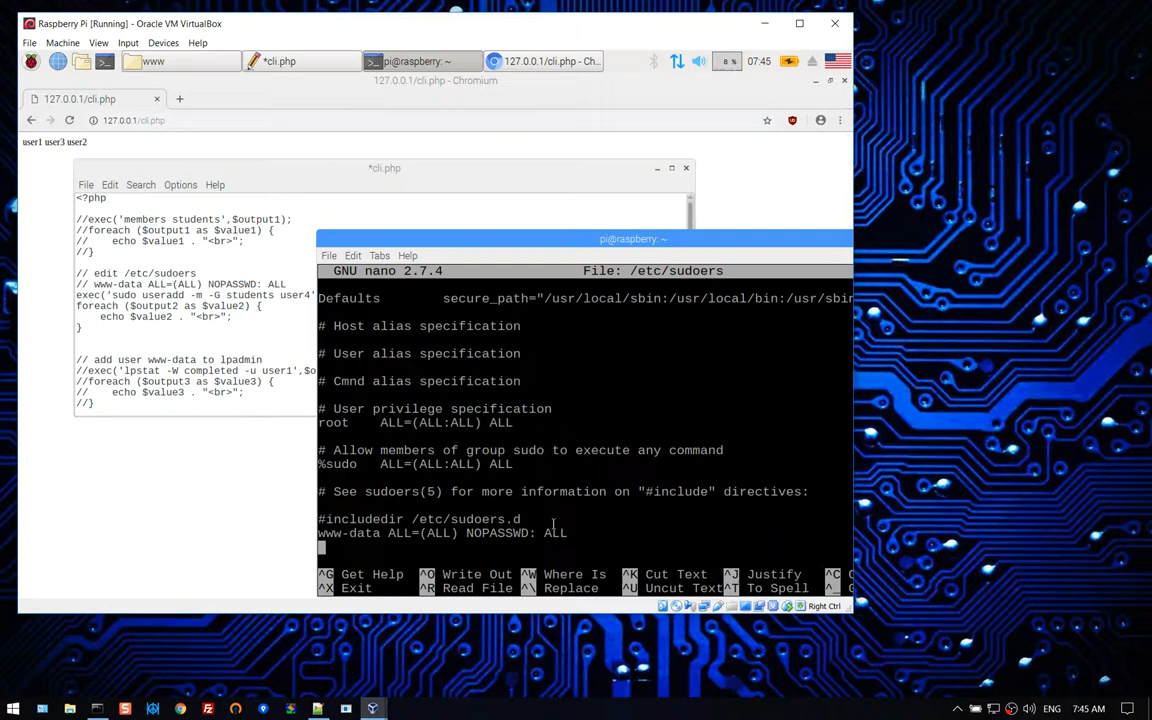 Raspberry Pi [Running] - Oracle VM VirtualBox
File Machine View Input Devices Help
www
*cli.php
pi@raspberry: ~
127.0.0.1/cli.php - Ch...
8 %
07:45
127.0.0.1/cli.php - Chromium
127.0.0.1/cli.php
127.0.0.1/cli.php
user1 user3 user2
*cli.php
File Edit Search Options Help
<?php
//exec('members students',$output1);
//foreach ($output1 as $value1) {
//    echo $value1 . "<br>";
//}
// edit /etc/sudoers
// www-data ALL=(ALL) NOPASSWD: ALL
exec('sudo useradd -m -G students user4'
foreach ($output2 as $value2) {
    echo $value2 . "<br>";
}
// add user www-data to lpadmin
//exec('lpstat -W completed -u user1',$o
//foreach ($output3 as $value3) {
//    echo $value3 . "<br>";
//}
pi@raspberry: ~
File Edit Tabs Help
GNU nano 2.7.4 File: /etc/sudoers
Defaults secure_path="/usr/local/sbin:/usr/local/bin:/usr/sbin
# Host alias specification
# User alias specification
# Cmnd alias specification
# User privilege specification
root ALL=(ALL:ALL) ALL
# Allow members of group sudo to execute any command
%sudo ALL=(ALL:ALL) ALL
# See sudoers(5) for more information on "#include" directives:
#includedir /etc/sudoers.d
www-data ALL=(ALL) NOPASSWD: ALL
^G Get Help ^O Write Out ^W Where Is ^K Cut Text ^J Justify ^C C
^X Exit ^R Read File ^\ Replace ^U Uncut Text ^T To Spell ^_ G
Right Ctrl
ENG 7:45 AM